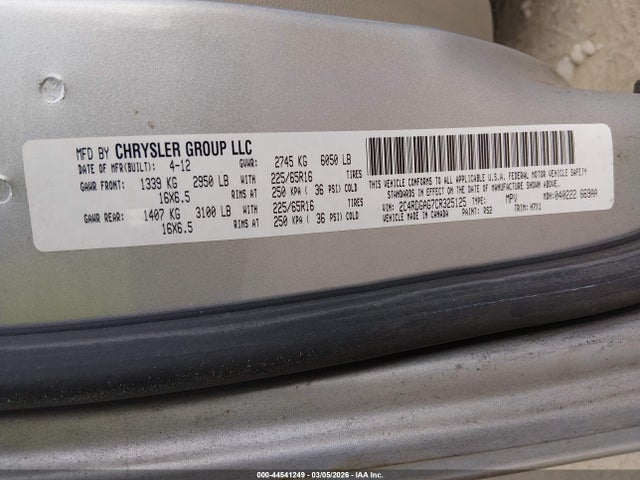 MFD BY CHRYSLER GROUP LLC
DATE OF MFR(BUILT): 4-12 GVWR: 2745 KG 6050 LB
GAWR FRONT: 1339 KG 2950 LB WITH 225/65R16 TIRES
16X6.5 RIMS AT 250 KPA ( 36 PSI) COLD
GAWR REAR: 1407 KG 3100 LB WITH 225/65R16 TIRES
16X6.5 RIMS AT 250 KPA ( 36 PSI) COLD
THIS VEHICLE CONFORMS TO ALL APPLICABLE U.S.A. FEDERAL MOTOR VEHICLE SAFETY
STANDARDS IN EFFECT ON THE DATE OF MANUFACTURE SHOWN ABOVE.
VIN: 2C4RDGAG7CR325125 TYPE: MPV MDH: 040222 669AA
MADE IN CANADA PAINT: PS2 TRIM:
000-44541249 - 03/05/2026 - IAA Inc.